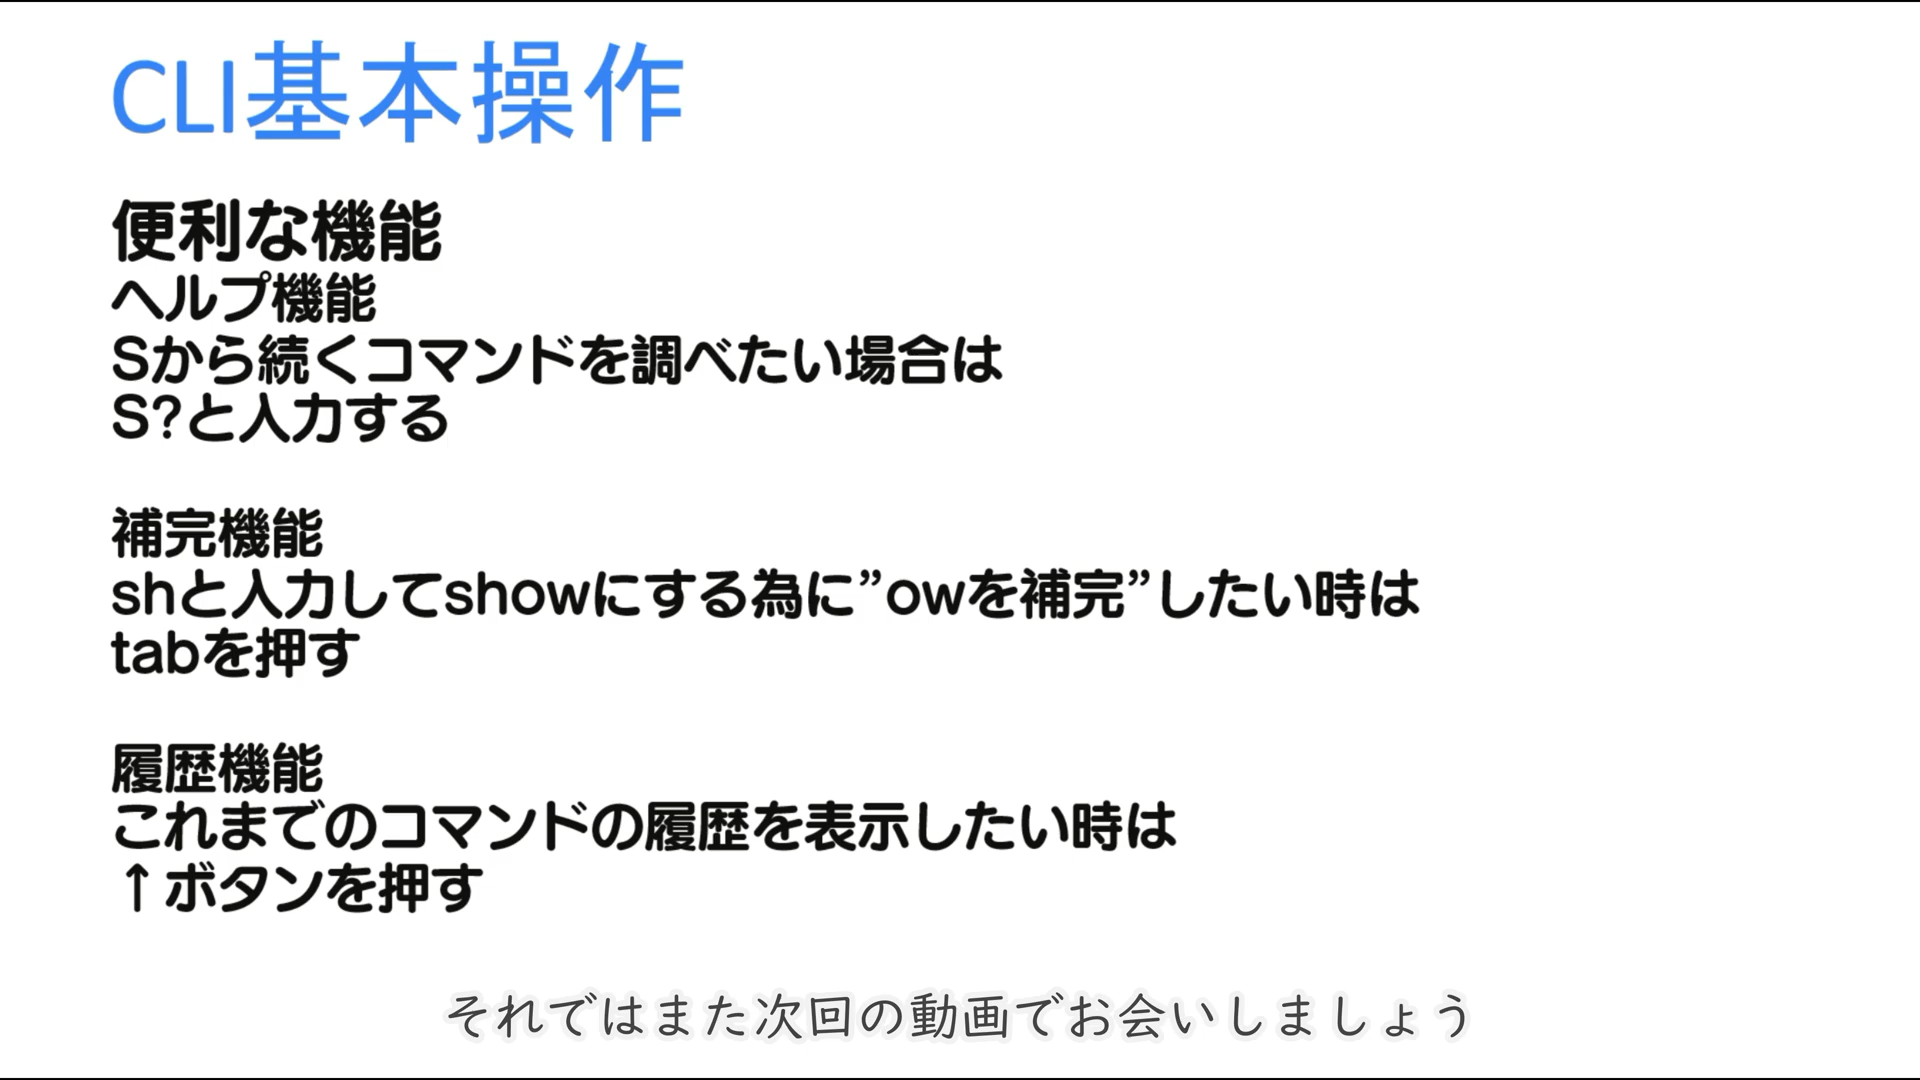 CLI基本操作
便利な機能
ヘルプ機能
Sから続くコマンドを調べたい場合は
S?と入力する
補完機能
shと入力してshowにする為に”owを補完”したい時は
tabを押す
履歴機能
これまでのコマンドの履歴を表示したい時は
↑ボタンを押す
それではまた次回の動画でお会いしましょう